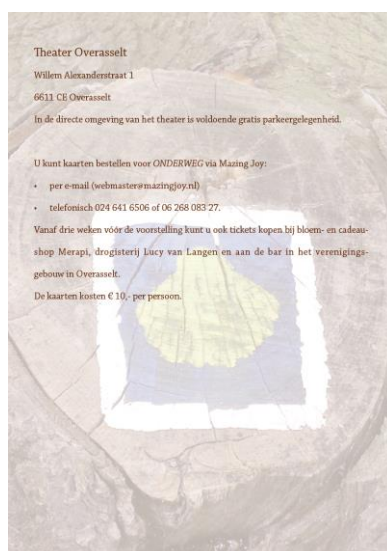 Theater Overasselt
Willem Alexanderstraat 1
6611 CE Overasselt
In de directe omgeving van het theater is voldoende gratis parkeergelegenheid.
U kunt kaarten bestellen voor ONDERWEG via Mazing Joy:
• per e-mail (webmaster@mazingjoy.nl)
• telefonisch 024 641 6506 of 06 268 083 27.
Vanaf drie weken vóór de voorstelling kunt u ook tickets kopen bij bloem- en cadeau-
shop Merapi, drogisterij Lucy van Langen en aan de bar in het verenigings-
gebouw in Overasselt.
De kaarten kosten € 10,- per persoon.